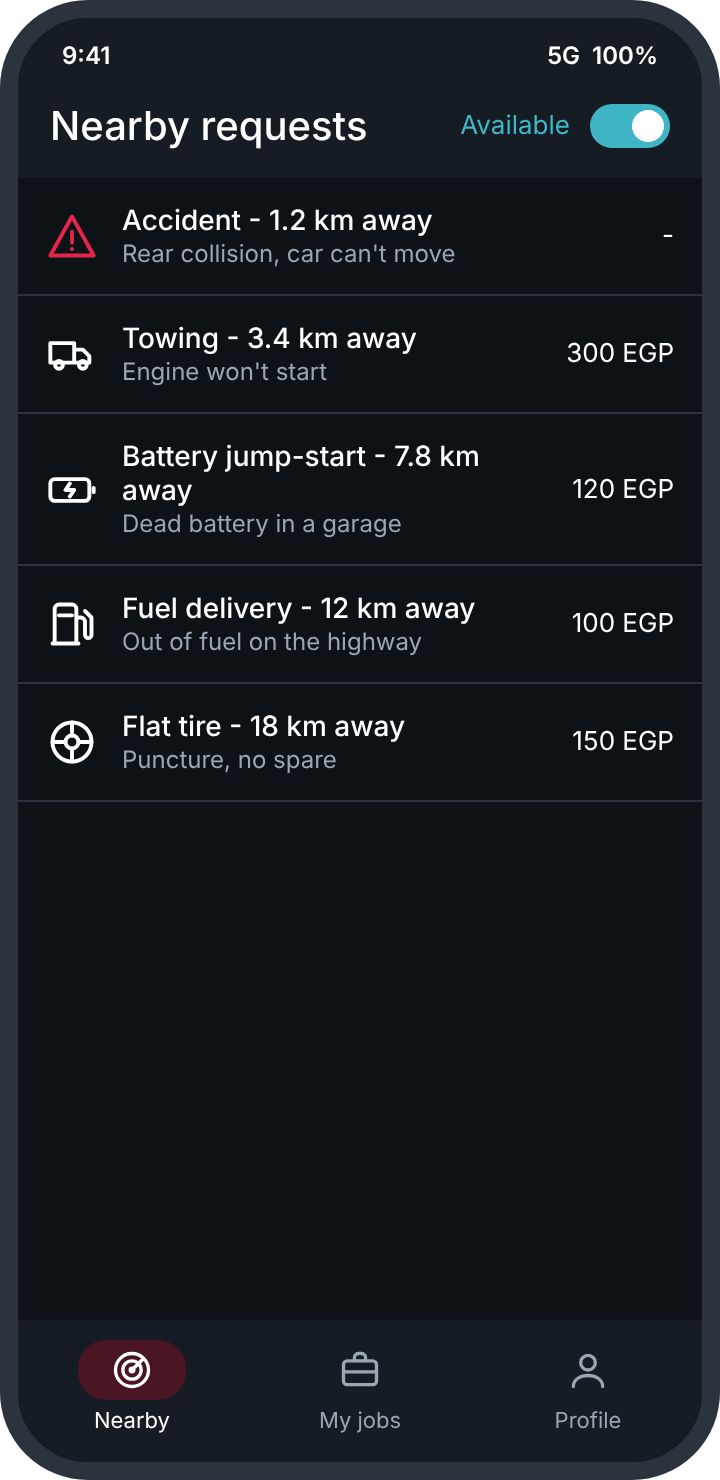 9:41
5G 100%
Nearby requests
Available
Accident - 1.2 km away
Rear collision, car can't move
-
Towing - 3.4 km away
Engine won't start
300 EGP
Battery jump-start - 7.8 km
away
Dead battery in a garage
120 EGP
Fuel delivery - 12 km away
Out of fuel on the highway
100 EGP
Flat tire - 18 km away
Puncture, no spare
150 EGP
Nearby
My jobs
Profile